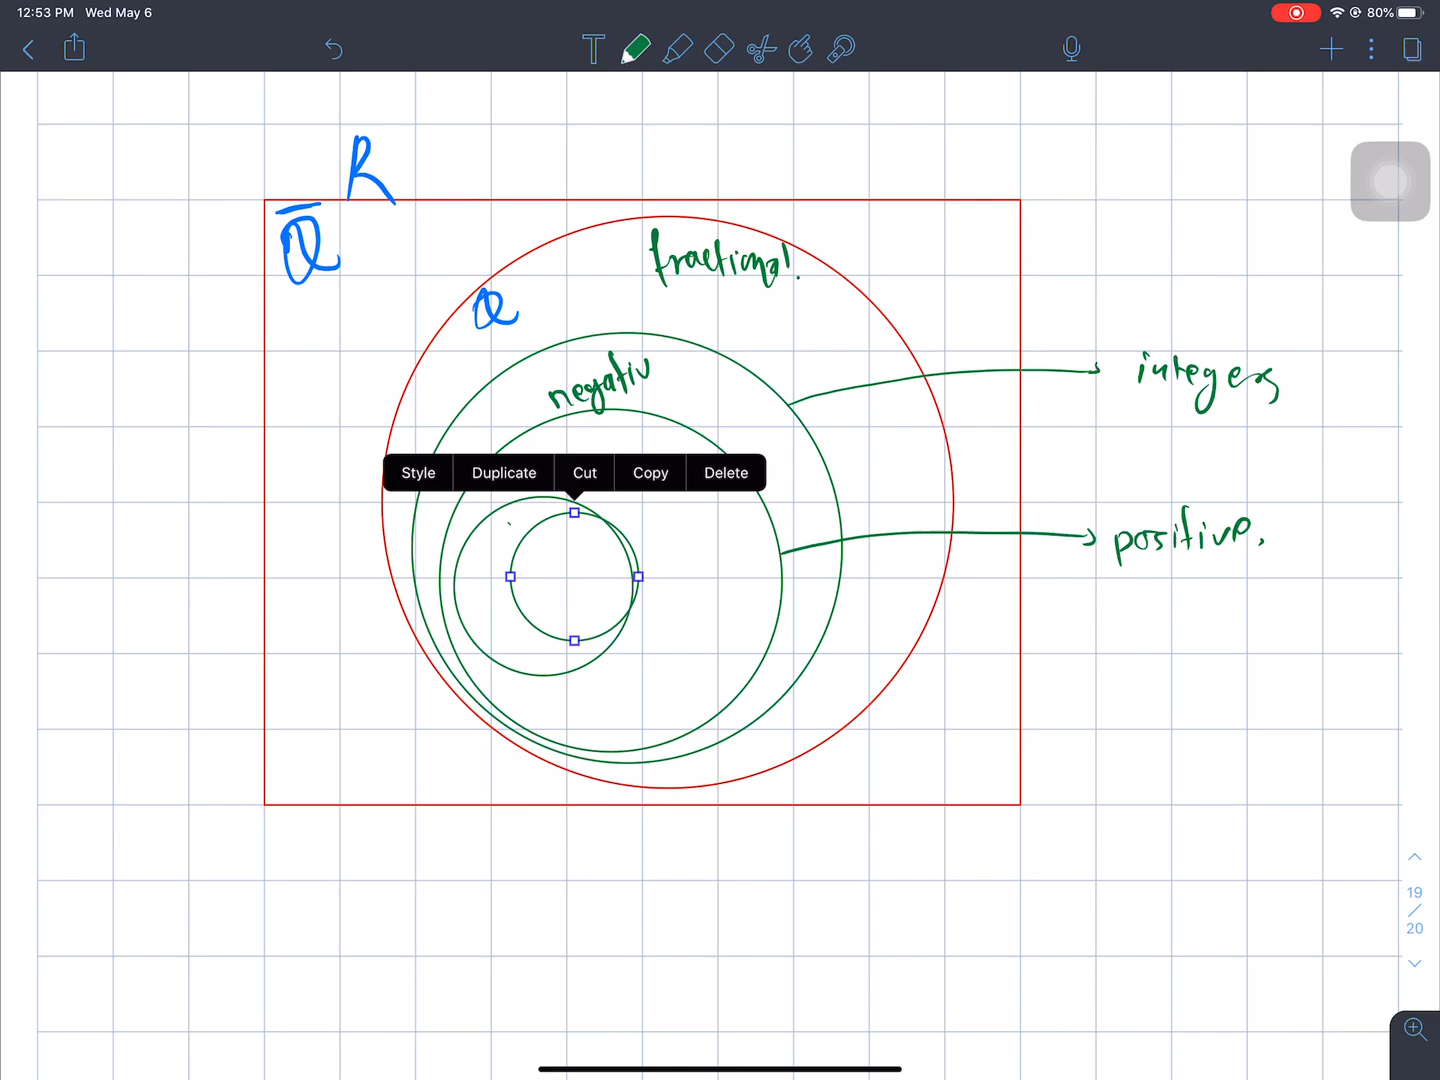 12:53 PM Wed May 6
80%
T
R
Q̅
fractional.
Q
negativ
integers
Style Duplicate Cut Copy Delete
positive.
19
/
20